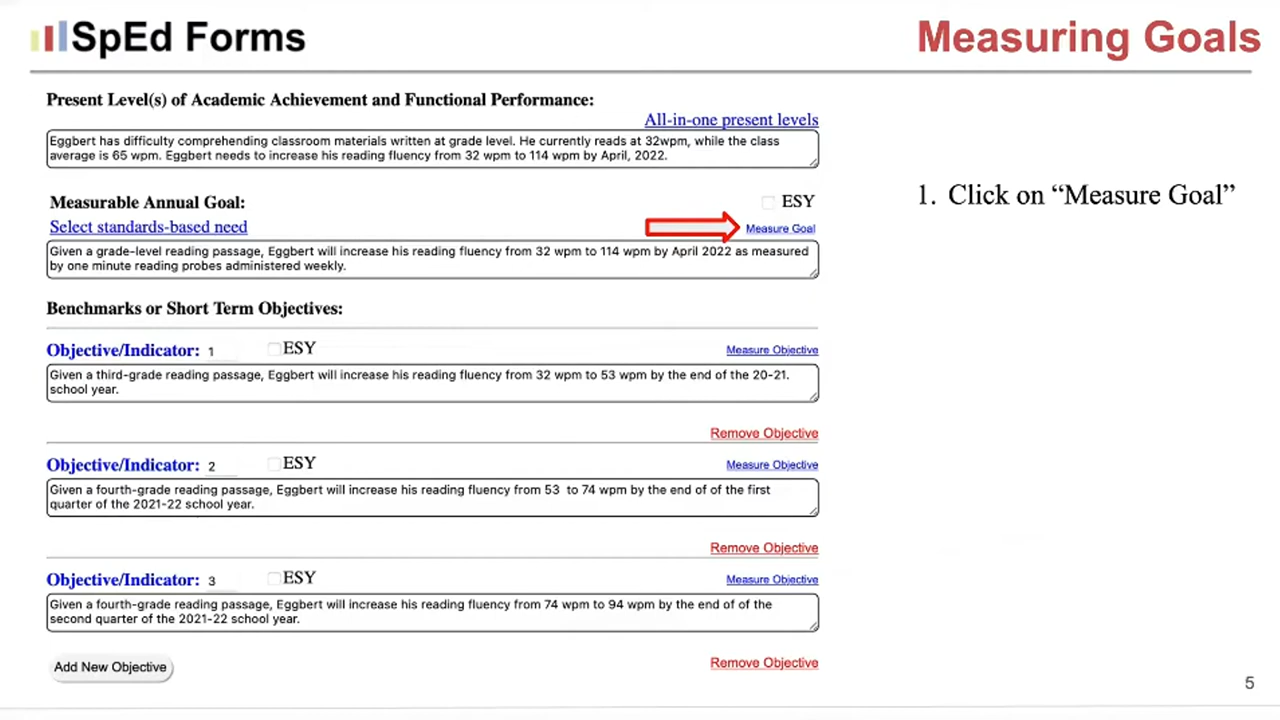 SpEd Forms
Measuring Goals
Present Level(s) of Academic Achievement and Functional Performance:
All-in-one present levels
Eggbert has difficulty comprehending classroom materials written at grade level. He currently reads at 32wpm, while the class
average is 65 wpm. Eggbert needs to increase his reading fluency from 32 wpm to 114 wpm by April, 2022.
Measurable Annual Goal:
ESY
Select standards-based need
Measure Goal
Given a grade-level reading passage, Eggbert will increase his reading fluency from 32 wpm to 114 wpm by April 2022 as measured
by one minute reading probes administered weekly.
Benchmarks or Short Term Objectives:
Objective/Indicator: 1
ESY
Measure Objective
Given a third-grade reading passage, Eggbert will increase his reading fluency from 32 wpm to 53 wpm by the end of the 20-21.
school year.
Remove Objective
Objective/Indicator: 2
ESY
Measure Objective
Given a fourth-grade reading passage, Eggbert will increase his reading fluency from 53 to 74 wpm by the end of of the first
quarter of the 2021-22 school year.
Remove Objective
Objective/Indicator: 3
ESY
Measure Objective
Given a fourth-grade reading passage, Eggbert will increase his reading fluency from 74 wpm to 94 wpm by the end of of the
second quarter of the 2021-22 school year.
Add New Objective
Remove Objective
1. Click on “Measure Goal”
5